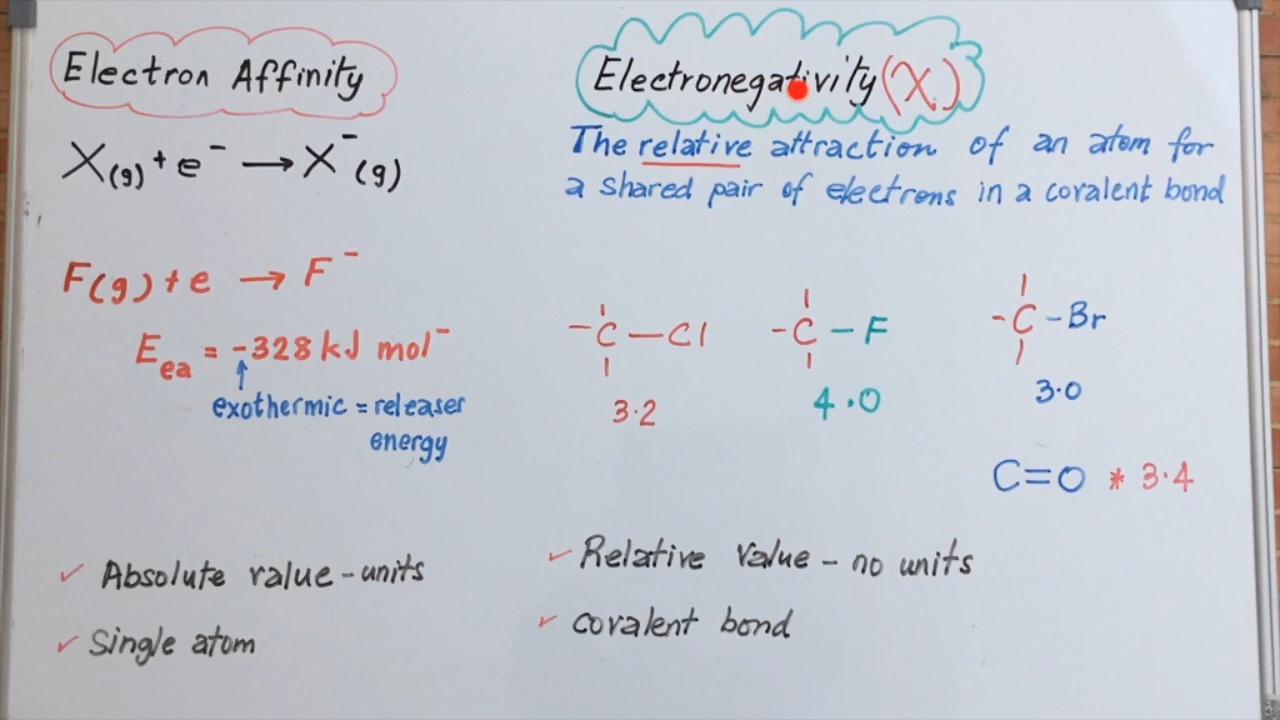 Electron Affinity
X(g) + e⁻ → X⁻(g)
F(g) + e → F⁻
Eea = -328 kJ mol⁻
exothermic = releaser
energy
✓ Absolute value - units
✓ Single atom
Electronegativity (X)
The relative attraction of an atom for
a shared pair of electrons in a covalent bond
-C-Cl
3.2
-C-F
4.0
-C-Br
3.0
C=O * 3.4
✓ Relative Value - no units
✓ covalent bond